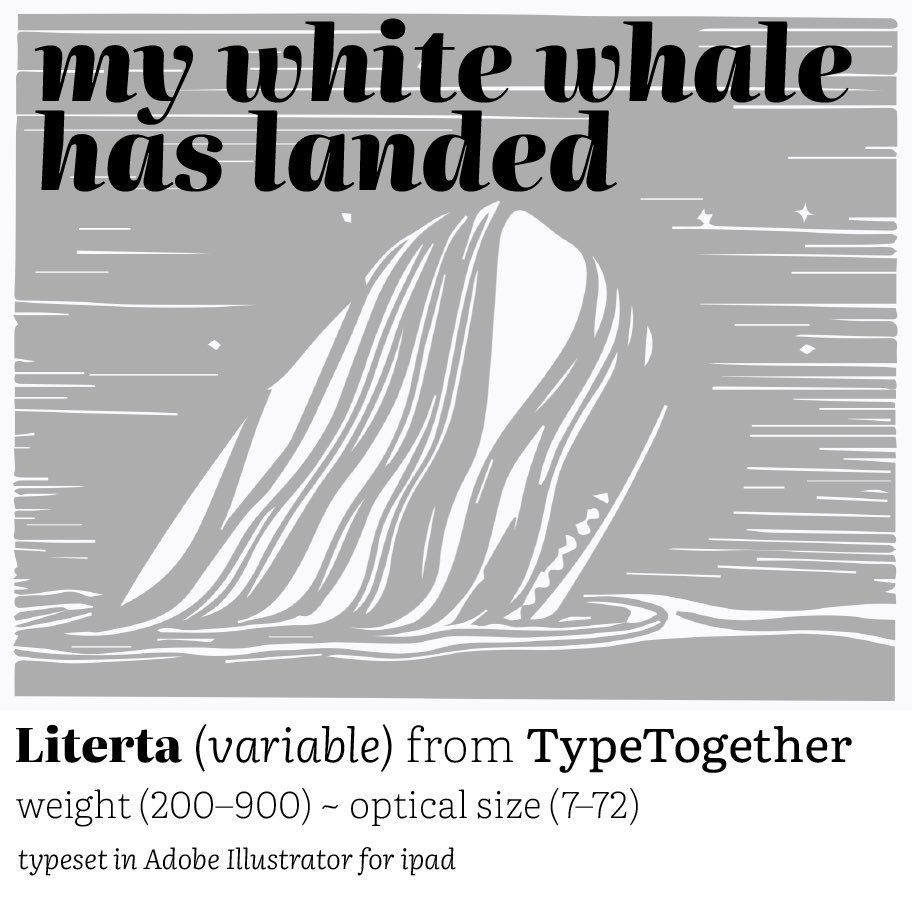 my white whale
has landed
Literta (variable) from TypeTogether
weight (200–900) ~ optical size (7–72)
typeset in Adobe Illustrator for ipad